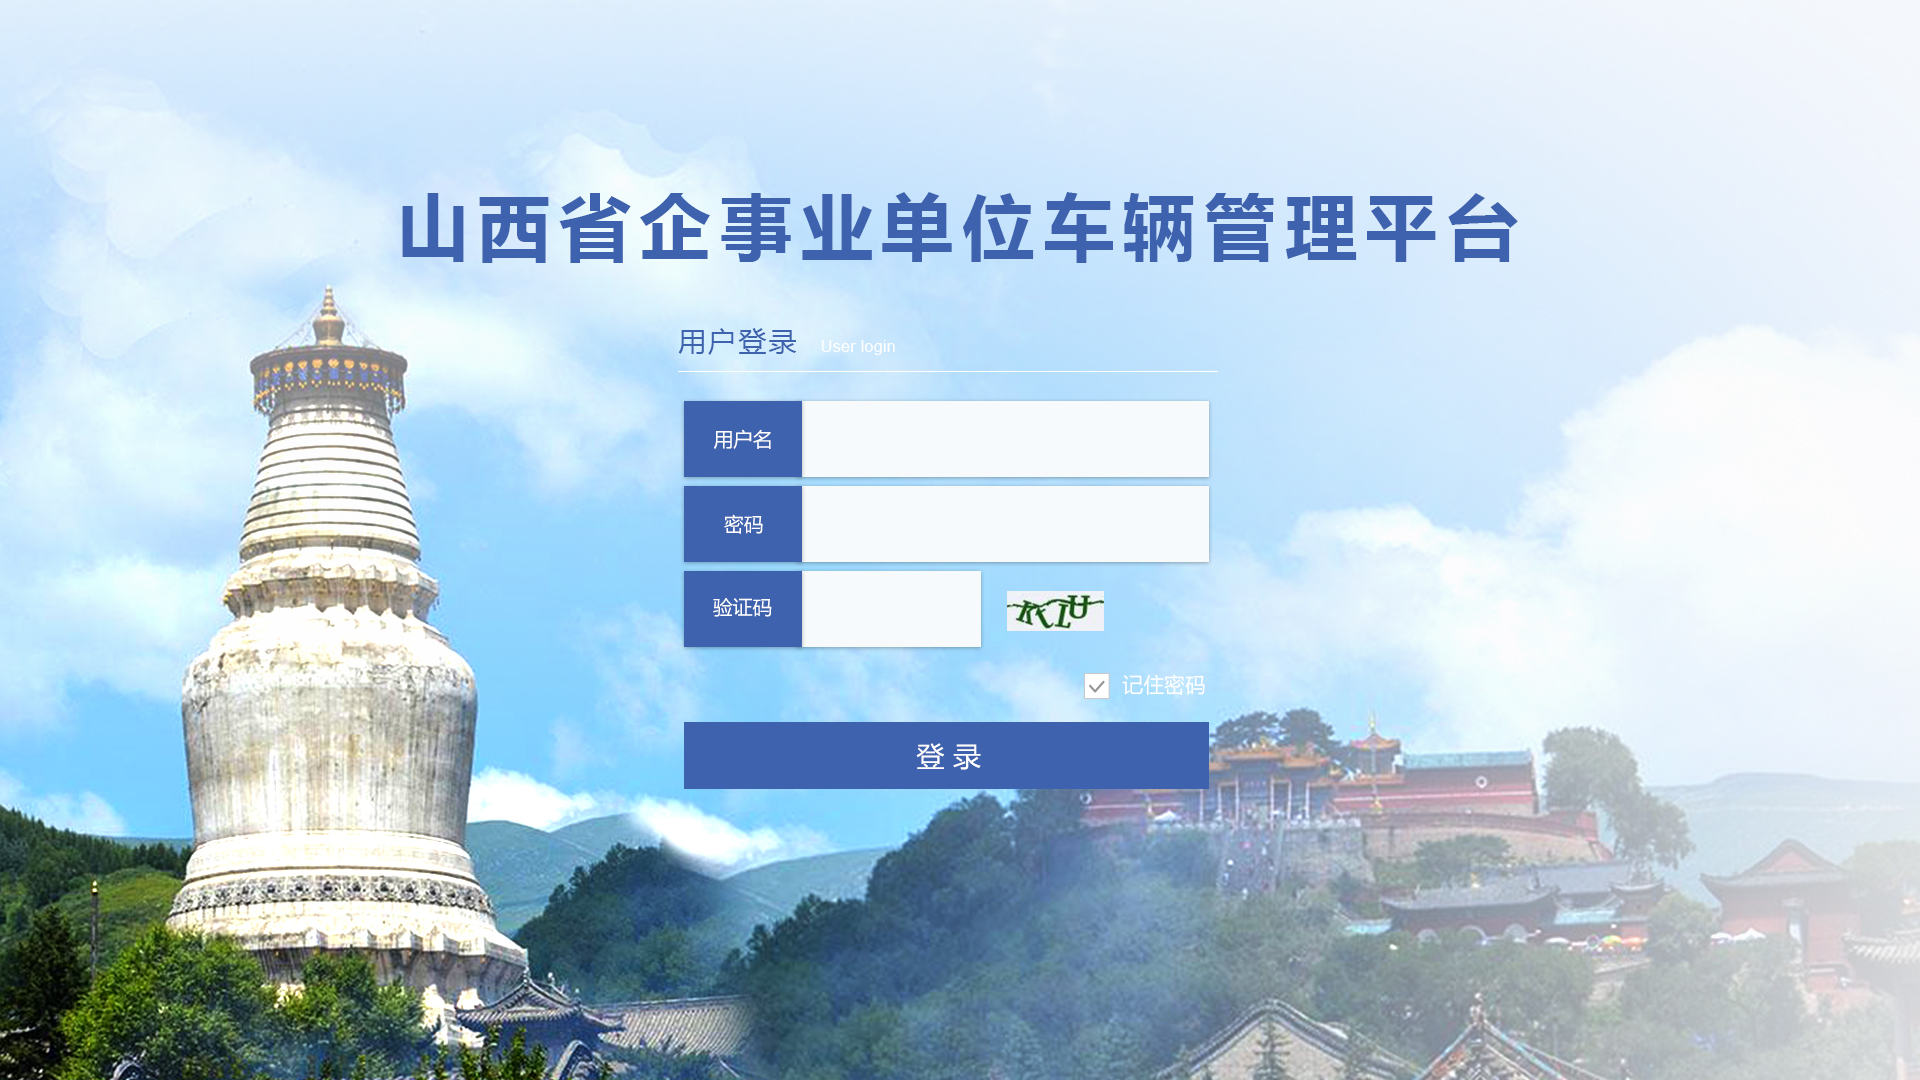 山西省企事业单位车辆管理平台
用户登录 User login
用户名
密码
验证码
记住密码
登 录